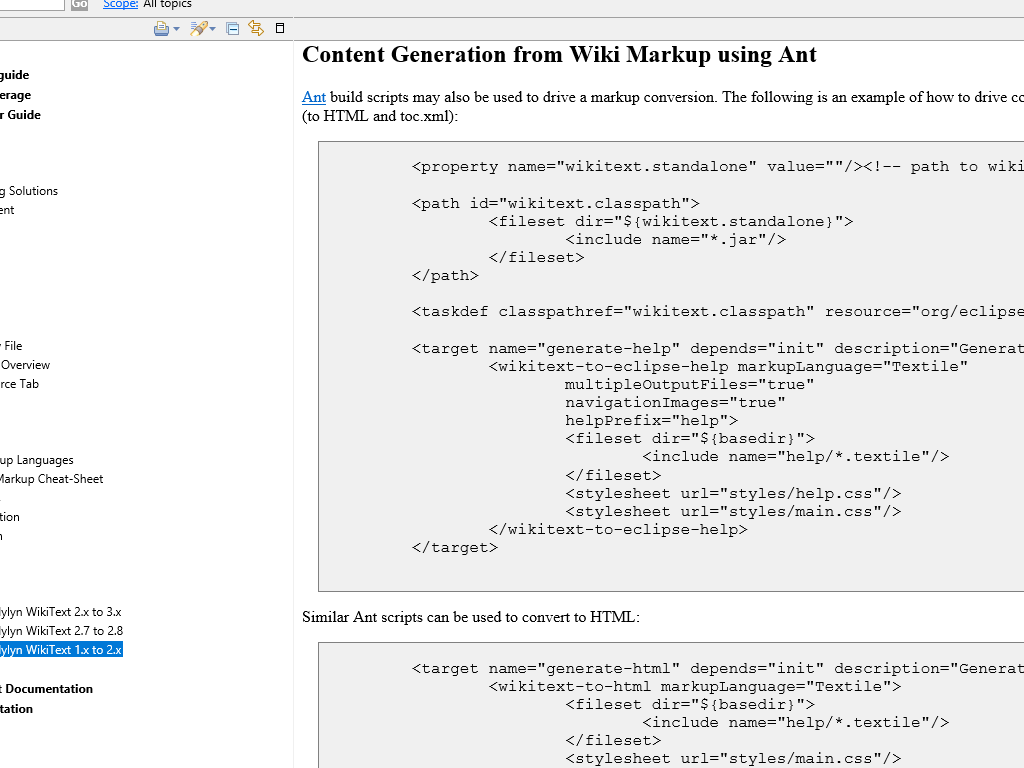 Go Scope: All topics
guide
erage
r Guide
g Solutions
ent
File
Overview
rce Tab
up Languages
Markup Cheat-Sheet
tion
ylyn WikiText 2.x to 3.x
ylyn WikiText 2.7 to 2.8
ylyn WikiText 1.x to 2.x
t Documentation
tation
Content Generation from Wiki Markup using Ant
Ant build scripts may also be used to drive a markup conversion. The following is an example of how to drive co
(to HTML and toc.xml):
<property name="wikitext.standalone" value=""/><!-- path to wiki
<path id="wikitext.classpath">
<fileset dir="${wikitext.standalone}">
<include name="*.jar"/>
</fileset>
</path>
<taskdef classpathref="wikitext.classpath" resource="org/eclipse
<target name="generate-help" depends="init" description="Generat
<wikitext-to-eclipse-help markupLanguage="Textile"
multipleOutputFiles="true"
navigationImages="true"
helpPrefix="help">
<fileset dir="${basedir}">
<include name="help/*.textile"/>
</fileset>
<stylesheet url="styles/help.css"/>
<stylesheet url="styles/main.css"/>
</wikitext-to-eclipse-help>
</target>
Similar Ant scripts can be used to convert to HTML:
<target name="generate-html" depends="init" description="Generat
<wikitext-to-html markupLanguage="Textile">
<fileset dir="${basedir}">
<include name="help/*.textile"/>
</fileset>
<stylesheet url="styles/main.css"/>